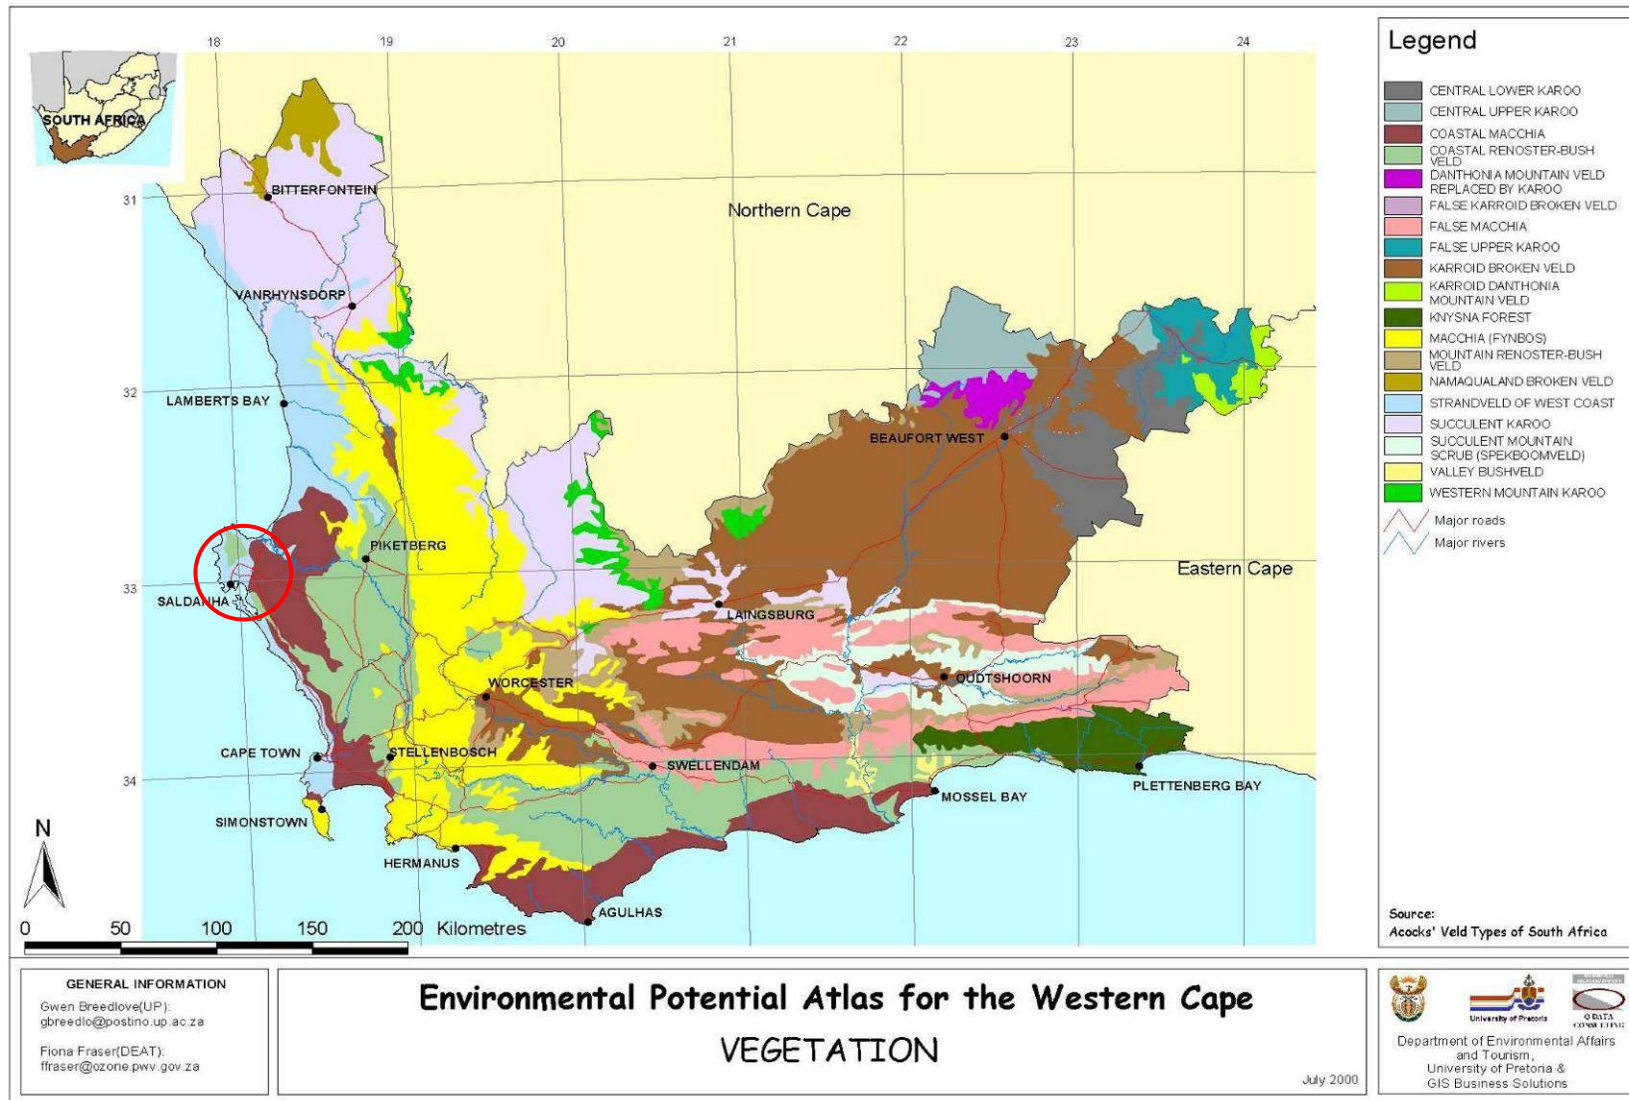 18
19
20
21
22
23
24
SOUTH AFRICA
31
32
33
34
BITTERFONTEIN
Northern Cape
VANRHYNSDORP
LAMBERTS BAY
BEAUFORT WEST
PIKETBERG
Eastern Cape
SALDANHA
LAINGSBURG
WORCESTER
OUDTSHOORN
CAPE TOWN
STELLENBOSCH
SWELLENDAM
PLETTENBERG BAY
MOSSEL BAY
SIMONSTOWN
HERMANUS
AGULHAS
N
0 50 100 150 200 Kilometres
Legend
CENTRAL LOWER KAROO
CENTRAL UPPER KAROO
COASTAL MACCHIA
COASTAL RENOSTER-BUSH
VELD
DANTHONIA MOUNTAIN VELD
REPLACED BY KAROO
FALSE KARROID BROKEN VELD
FALSE MACCHIA
FALSE UPPER KAROO
KARROID BROKEN VELD
KARROID DANTHONIA
MOUNTAIN VELD
KNYSNA FOREST
MACCHIA (FYNBOS)
MOUNTAIN RENOSTER-BUSH
VELD
NAMAQUALAND BROKEN VELD
STRANDVELD OF WEST COAST
SUCCULENT KAROO
SUCCULENT MOUNTAIN
SCRUB (SPEKBOOMVELD)
VALLEY BUSHVELD
WESTERN MOUNTAIN KAROO
Major roads
Major rivers
Source:
Acocks' Veld Types of South Africa
GENERAL INFORMATION
Gwen Breedlove(UP):
gbreedlo@postino.up.ac.za
Fiona Fraser(DEAT):
ffraser@ozone.pwv.gov.za
Environmental Potential Atlas for the Western Cape
VEGETATION
July 2000
University of Pretoria
Q DATA
CONSULTING
Department of Environmental Affairs
and Tourism,
University of Pretoria &
GIS Business Solutions